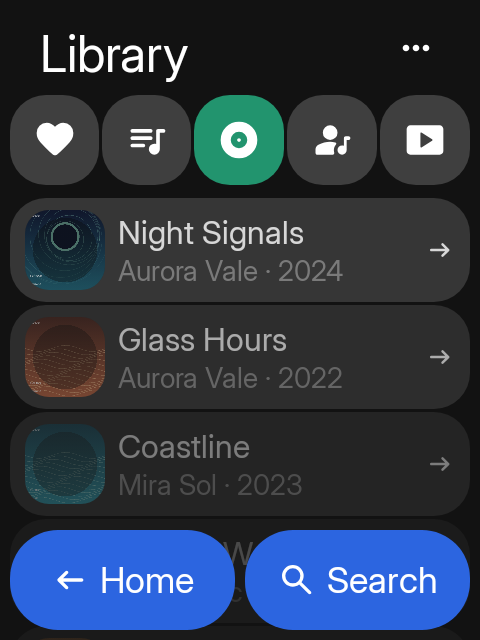 Library
Night Signals
Aurora Vale · 2024
Glass Hours
Aurora Vale · 2022
Coastline
Mira Sol · 2023
Home
Search